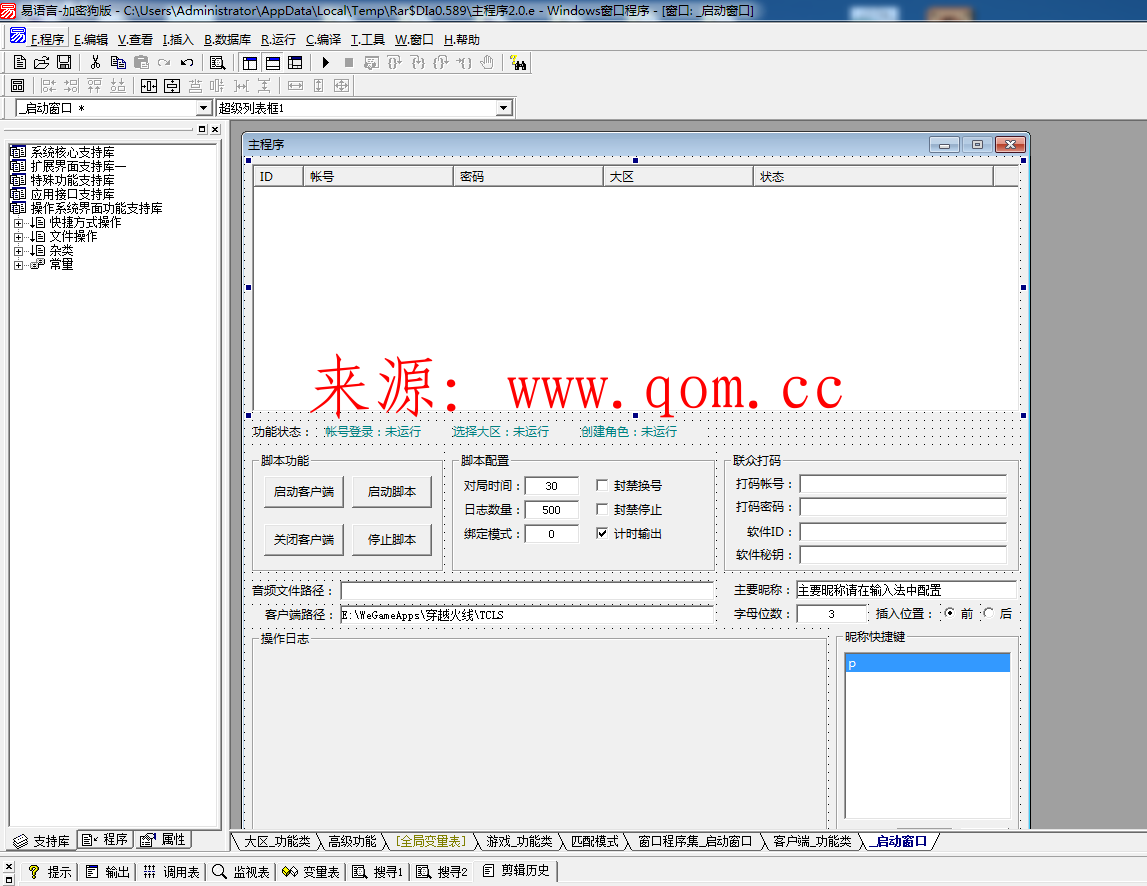 易语言-加密狗版 - C:\Users\Administrator\AppData\Local\Temp\Rar$DIa0.589\主程序2.0.e - Windows窗口程序 - [窗口: _启动窗口]
F.程序 E.编辑 V.查看 I.插入 B.数据库 R.运行 C.编译 T.工具 W.窗口 H.帮助
_启动窗口 * 超级列表框1
系统核心支持库
扩展界面支持库一
特殊功能支持库
应用接口支持库
操作系统界面功能支持库
快捷方式操作
文件操作
杂类
常量
主程序
ID 帐号 密码 大区 状态
来源: www.qom.cc
功能状态: 帐号登录:未运行 选择大区:未运行 创建角色:未运行
脚本功能
启动客户端 启动脚本
关闭客户端 停止脚本
脚本配置
对局时间: 30 封禁换号
日志数量: 500 封禁停止
绑定模式: 0 计时输出
联众打码
打码帐号:
打码密码:
软件ID:
软件秘钥:
音频文件路径:
客户端路径: E:\WeGameApps\穿越火线\TCLS
主要昵称: 主要昵称请在输入法中配置
字母位数: 3 插入位置: 前 后
操作日志
昵称快捷键
p
支持库 程序 属性
大区_功能类 高级功能 [全局变量表] 游戏_功能类 匹配模式 窗口程序集_启动窗口 客户端_功能类 _启动窗口
提示 输出 调用表 监视表 变量表 搜寻1 搜寻2 剪辑历史